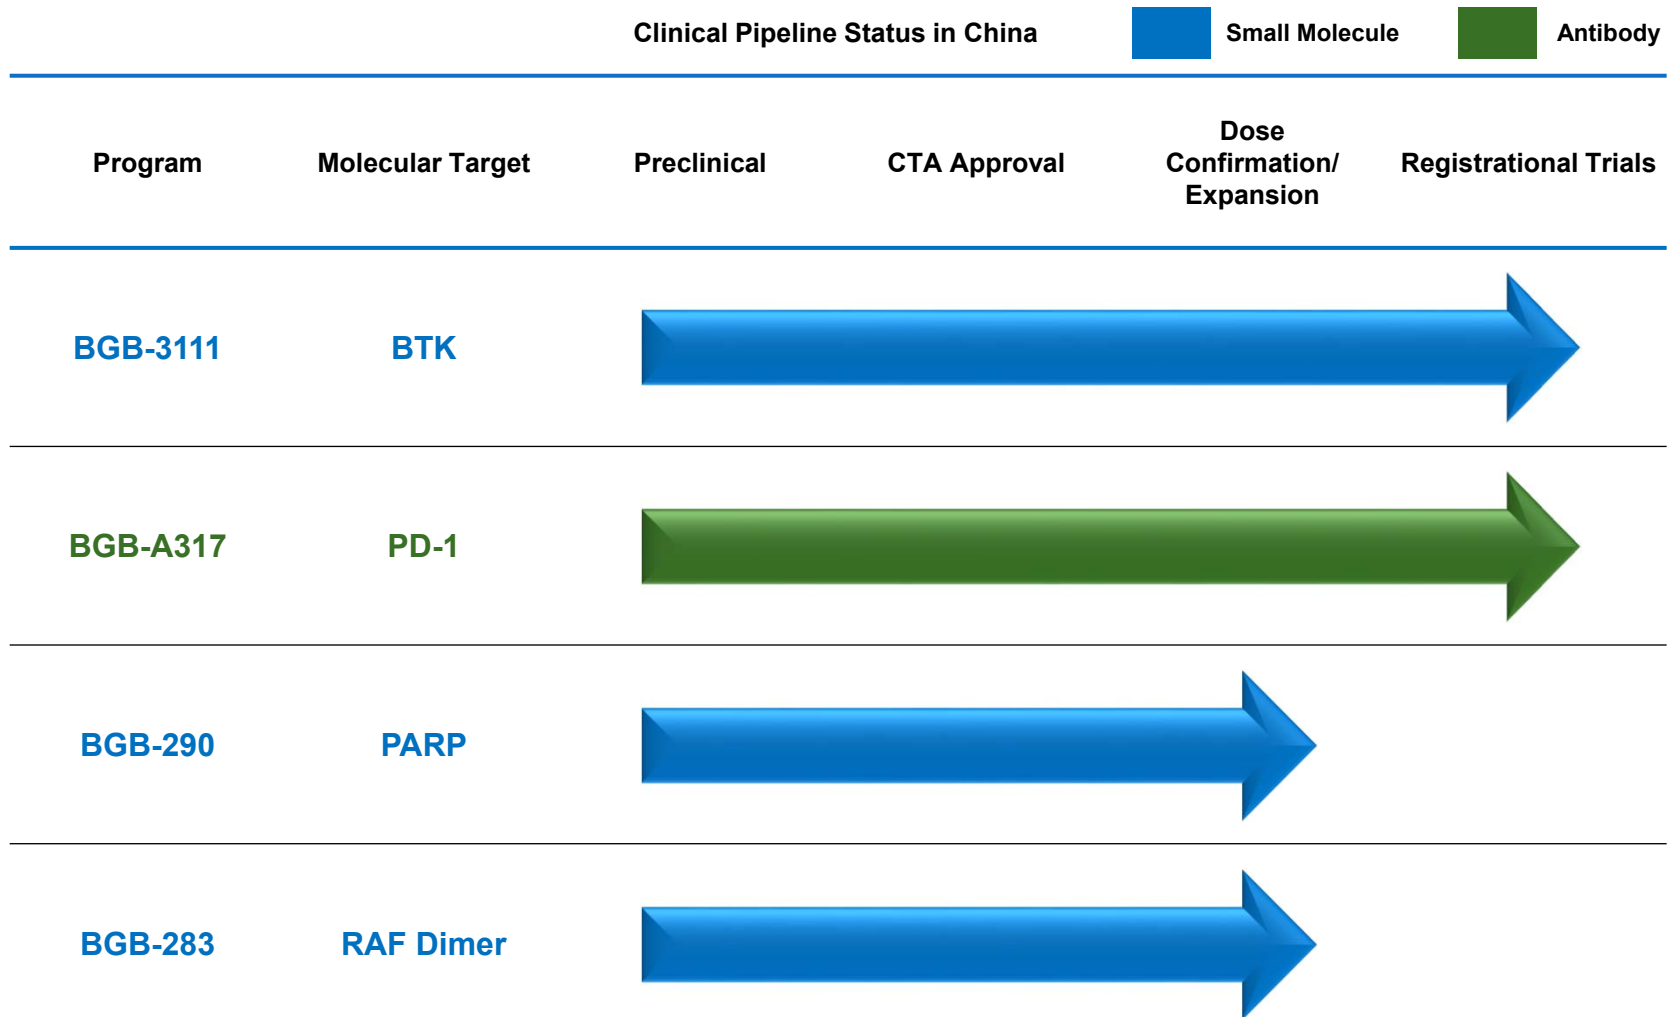 Clinical Pipeline Status in China
Small Molecule
Antibody
Program
Molecular Target
Preclinical
CTA Approval
Dose
Confirmation/
Expansion
Registrational Trials
BGB-3111
BTK
BGB-A317
PD-1
BGB-290
PARP
BGB-283
RAF Dimer